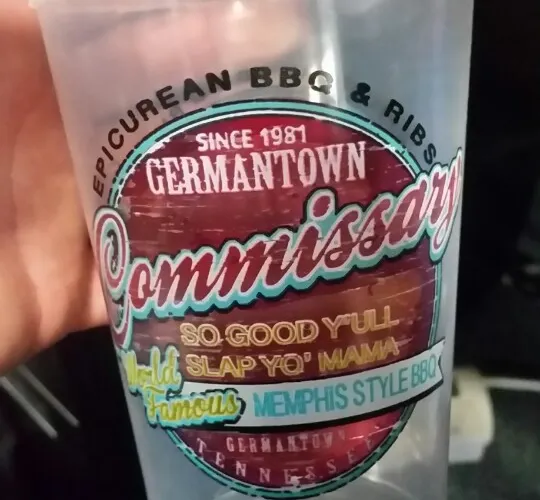 EPICUREAN BBQ & RIBS
SINCE 1981
GERMANTOWN
Commissary
SO GOOD Y'ULL
SLAP YO' MAMA
World
Famous
MEMPHIS STYLE BBQ
GERMANTOWN
TENNESSEE